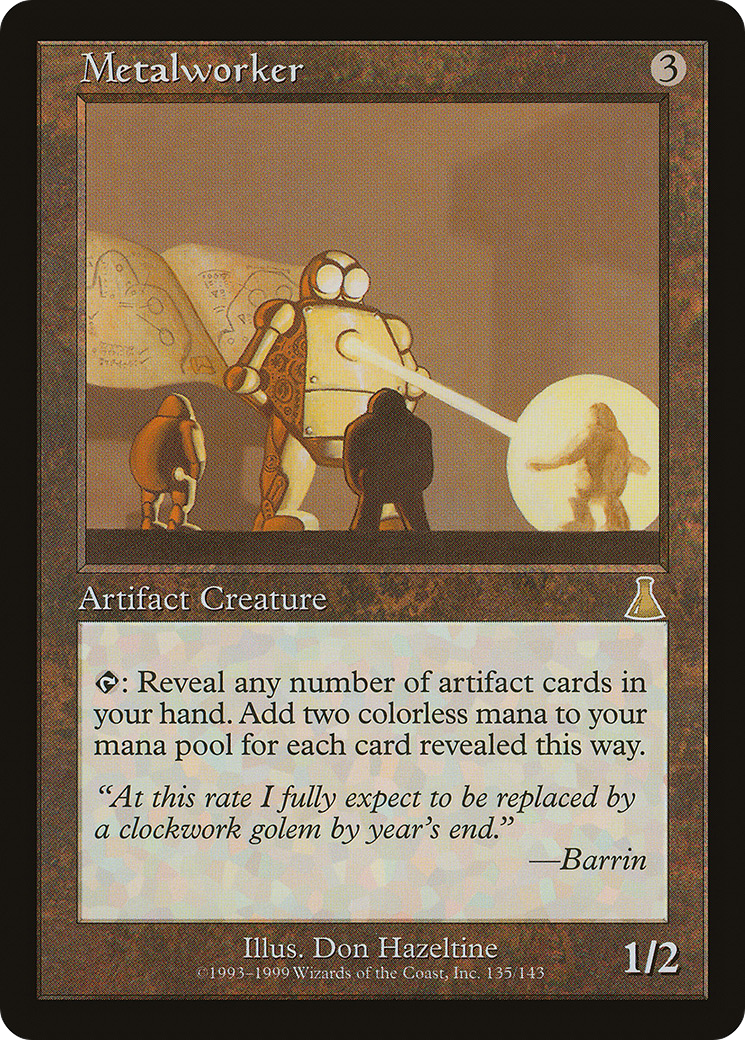 Metalworker 3
Artifact Creature
: Reveal any number of artifact cards in
your hand. Add two colorless mana to your
mana pool for each card revealed this way.
“At this rate I fully expect to be replaced by
a clockwork golem by year’s end.”
—Barrin
Illus. Don Hazeltine
©1993–1999 Wizards of the Coast, Inc. 135/143
1/2